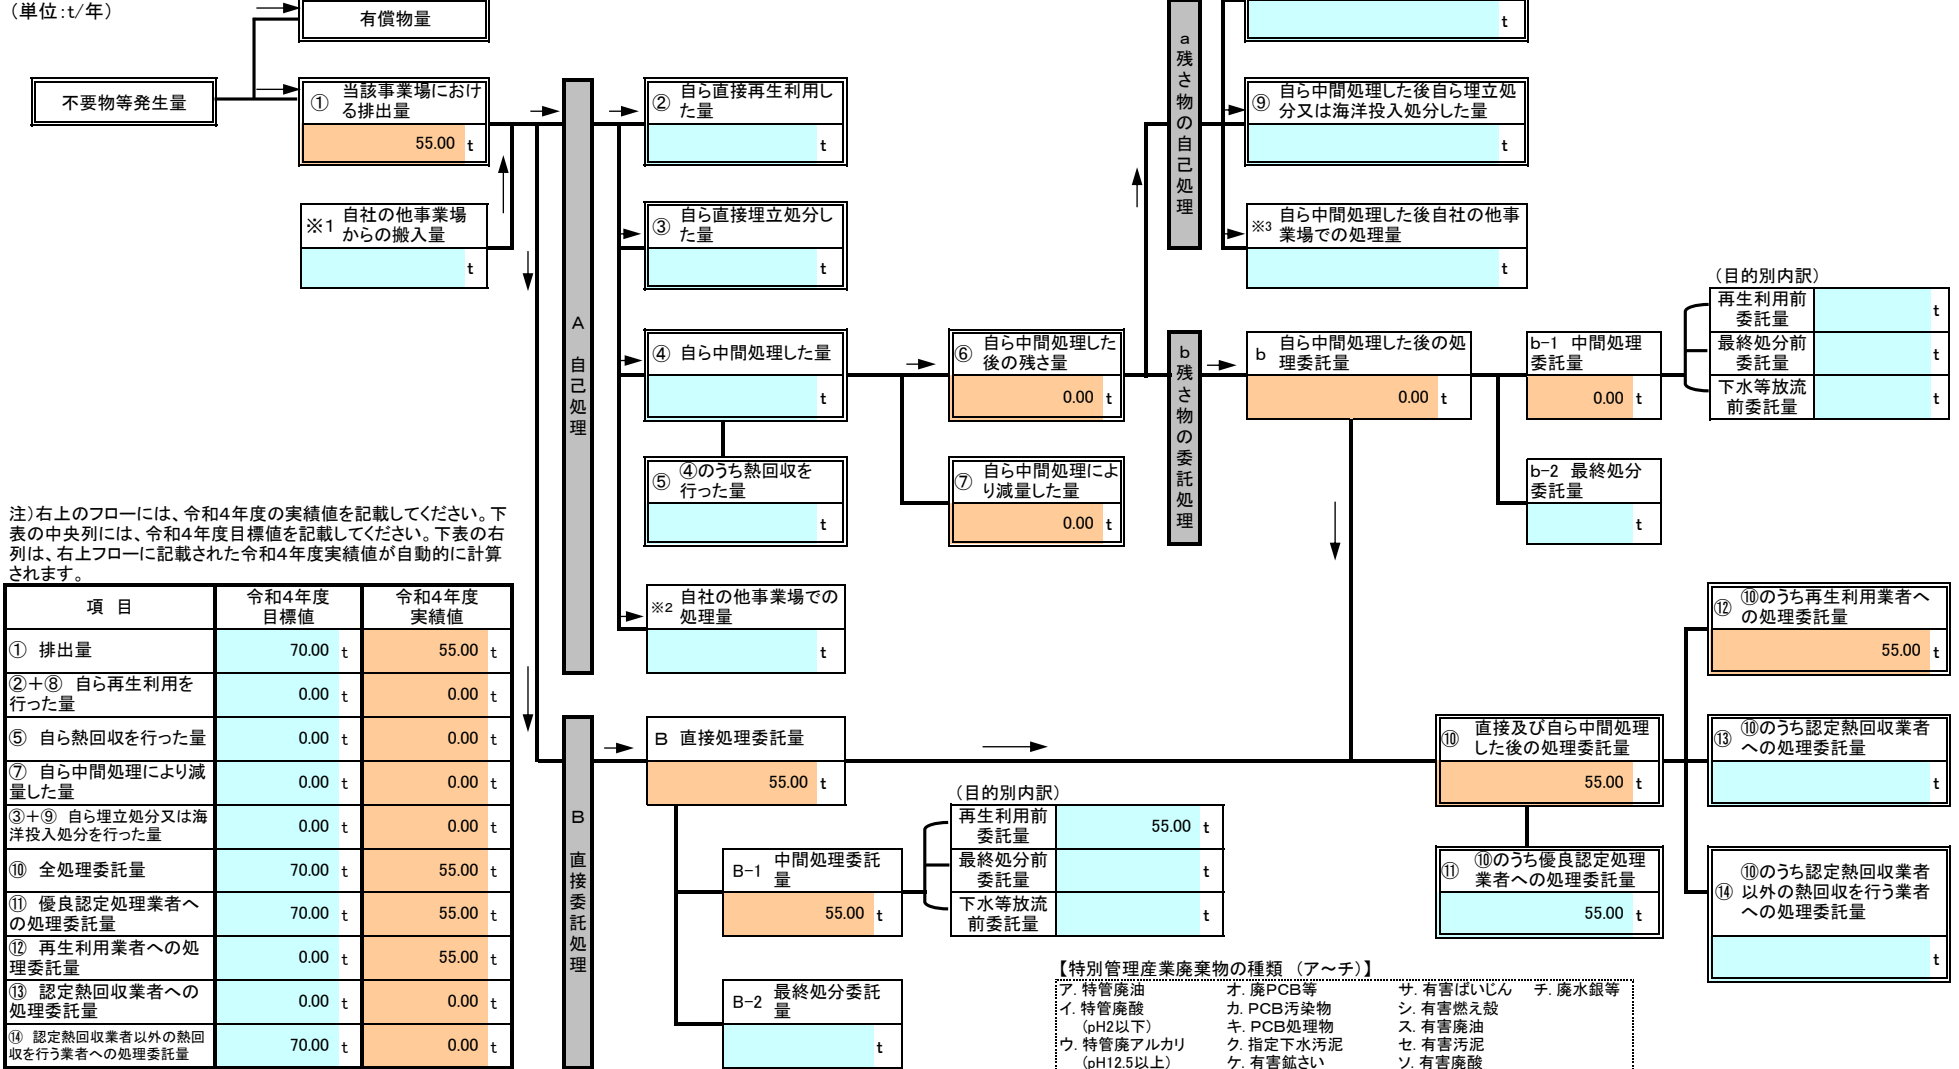 （単位:t/年）
有償物量
不要物等発生量
①
当該事業場におけ
る排出量
55.00 t
※1
自社の他事業場
からの搬入量
t
A 自己処理
②
自ら直接再生利用し
た量
t
③
自ら直接埋立処分し
た量
t
④ 自ら中間処理した量
t
⑤
④のうち熱回収を
行った量
t
※2
自社の他事業場での
処理量
t
⑥
自ら中間処理した
後の残さ量
0.00 t
⑦
自ら中間処理によ
り減量した量
0.00 t
a 残さ物の自己処理
t
⑨
自ら中間処理した後自ら埋立処
分又は海洋投入処分した量
t
※3
自ら中間処理した後自社の他事
業場での処理量
t
b 残さ物の委託処理
b
自ら中間処理した後の処
理委託量
0.00 t
b-1 中間処理
委託量
0.00 t
b-2 最終処分
委託量
t
（目的別内訳）
再生利用前
委託量
t
最終処分前
委託量
t
下水等放流
前委託量
t
注）右上のフローには、令和４年度の実績値を記載してください。下
表の中央列には、令和４年度目標値を記載してください。下表の右
列は、右上フローに記載された令和４年度実績値が自動的に計算
されます。
項 目
令和４年度
目標値
令和４年度
実績値
① 排出量 70.00 t 55.00 t
②＋⑧ 自ら再生利用を
行った量
0.00 t 0.00 t
⑤ 自ら熱回収を行った量 0.00 t 0.00 t
⑦ 自ら中間処理により減
量した量
0.00 t 0.00 t
③＋⑨ 自ら埋立処分又は海
洋投入処分を行った量
0.00 t 0.00 t
⑩ 全処理委託量 70.00 t 55.00 t
⑪ 優良認定処理業者へ
の処理委託量
70.00 t 55.00 t
⑫ 再生利用業者への処
理委託量
0.00 t 55.00 t
⑬ 認定熱回収業者への
処理委託量
0.00 t 0.00 t
⑭ 認定熱回収業者以外の熱回
収を行う業者への処理委託量
70.00 t 0.00 t
B 直接委託処理
B 直接処理委託量
55.00 t
B-1
中間処理委託
量
55.00 t
B-2
最終処分委託
量
t
（目的別内訳）
再生利用前
委託量
55.00 t
最終処分前
委託量
t
下水等放流
前委託量
t
⑩
直接及び自ら中間処理
した後の処理委託量
55.00 t
⑪
⑩のうち優良認定処理
業者への処理委託量
55.00 t
⑫
⑩のうち再生利用業者へ
の処理委託量
55.00 t
⑬
⑩のうち認定熱回収業者
への処理委託量
t
⑭
⑩のうち認定熱回収業者
以外の熱回収を行う業者
への処理委託量
t
【特別管理産業廃棄物の種類 （ア～チ）】
ア. 特管廃油 オ. 廃PCB等 サ. 有害ばいじん チ. 廃水銀等
イ. 特管廃酸 カ. PCB汚染物 シ. 有害燃え殻
（pH2以下） キ. PCB処理物 ス. 有害廃油
ウ. 特管廃アルカリ ク. 指定下水汚泥 セ. 有害汚泥
（pH12.5以上） ケ. 有害鉱さい ソ. 有害廃酸